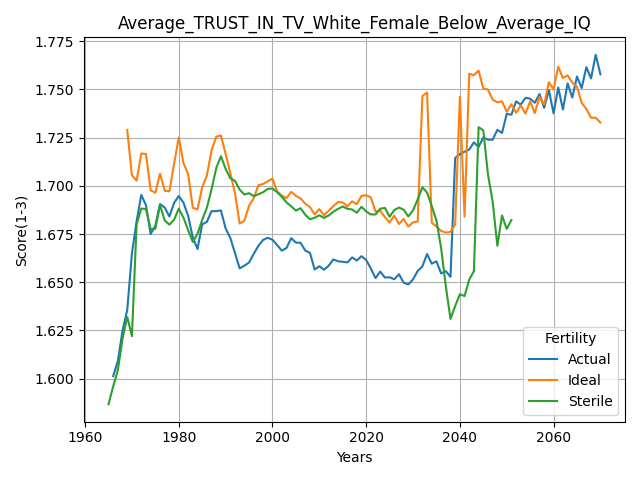 Average_TRUST_IN_TV_White_Female_Below_Average_IQ
Score(1-3)
1.775
1.750
1.725
1.700
1.675
1.650
1.625
1.600
1960
1980
2000
2020
2040
2060
Years
Fertility
Actual
Ideal
Sterile